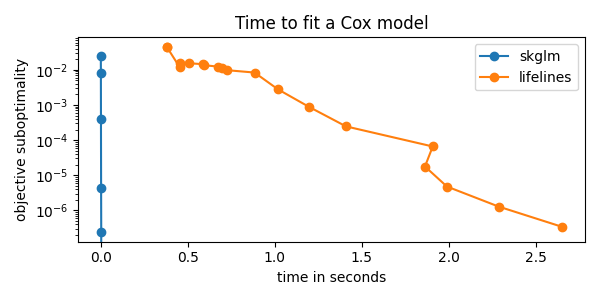 Time to fit a Cox model
objective suboptimality
10⁻²
10⁻³
10⁻⁴
10⁻⁵
10⁻⁶
skglm
lifelines
0.0 0.5 1.0 1.5 2.0 2.5
time in seconds